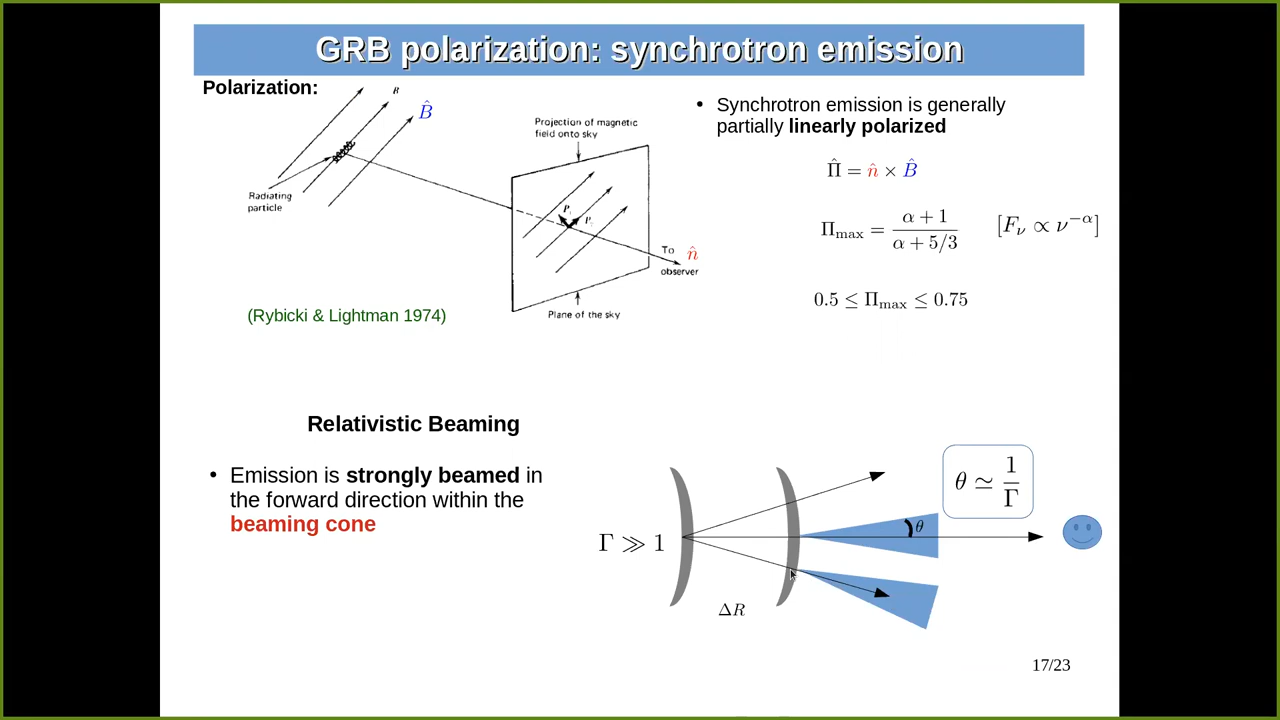 GRB polarization: synchrotron emission
Polarization:
B
B̂
Radiating
particle
Projection of magnetic
field onto sky
To n̂
observer
Plane of the sky
(Rybicki & Lightman 1974)
• Synchrotron emission is generally
partially linearly polarized
Π̂ = n̂ × B̂
Πmax = (α + 1)/(α + 5/3) [Fν ∝ ν^−α]
0.5 ≤ Πmax ≤ 0.75
Relativistic Beaming
• Emission is strongly beamed in
the forward direction within the
beaming cone
Γ ≫ 1
ΔR
θ
θ ≃ 1/Γ
17/23